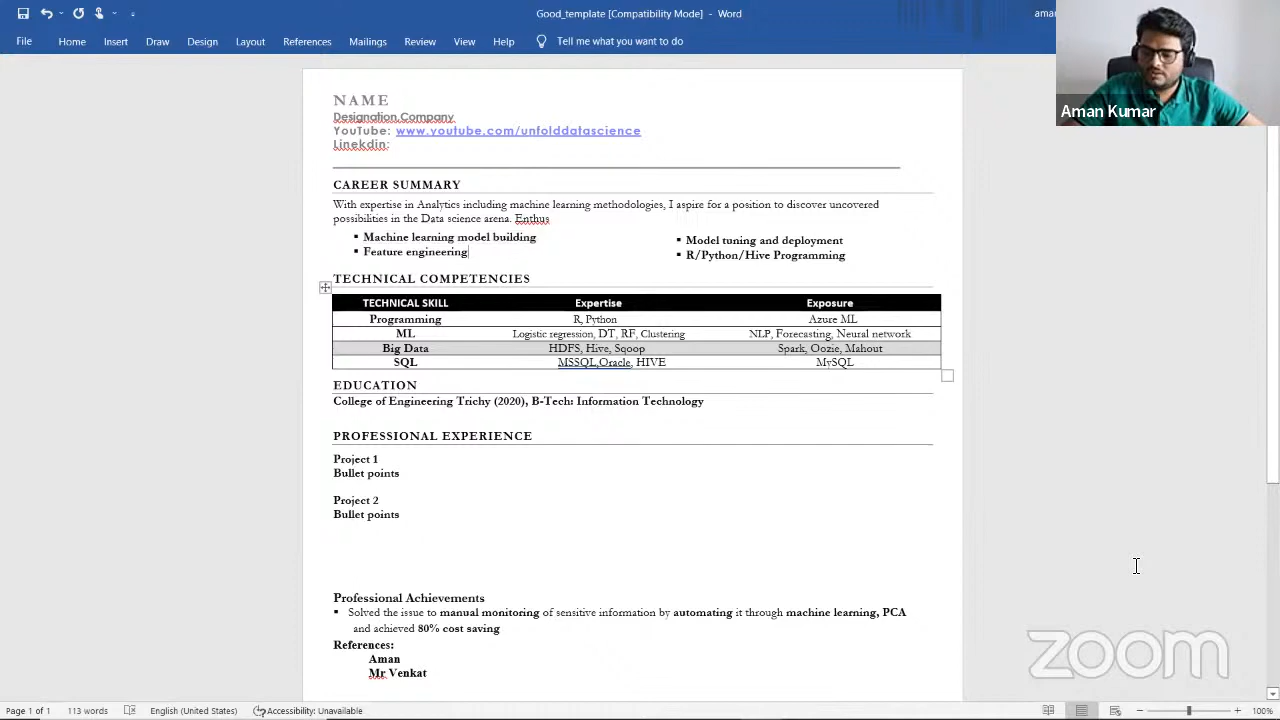 Good_template [Compatibility Mode] - Word
aman
File Home Insert Draw Design Layout References Mailings Review View Help Tell me what you want to do
Aman Kumar
NAME
Designation,Company
YouTube: www.youtube.com/unfolddatascience
Linekdin:
CAREER SUMMARY
With expertise in Analytics including machine learning methodologies, I aspire for a position to discover uncovered
possibilities in the Data science arena. Enthus
▪ Machine learning model building
▪ Feature engineering
▪ Model tuning and deployment
▪ R/Python/Hive Programming
TECHNICAL COMPETENCIES
TECHNICAL SKILL Expertise Exposure
Programming R, Python Azure ML
ML Logistic regression, DT, RF, Clustering NLP, Forecasting, Neural network
Big Data HDFS, Hive, Sqoop Spark, Oozie, Mahout
SQL MSSQL,Oracle, HIVE MySQL
EDUCATION
College of Engineering Trichy (2020), B-Tech: Information Technology
PROFESSIONAL EXPERIENCE
Project 1
Bullet points
Project 2
Bullet points
Professional Achievements
▪ Solved the issue to manual monitoring of sensitive information by automating it through machine learning, PCA
and achieved 80% cost saving
References:
Aman
Mr Venkat
zoom
Page 1 of 1 113 words English (United States) Accessibility: Unavailable 100%